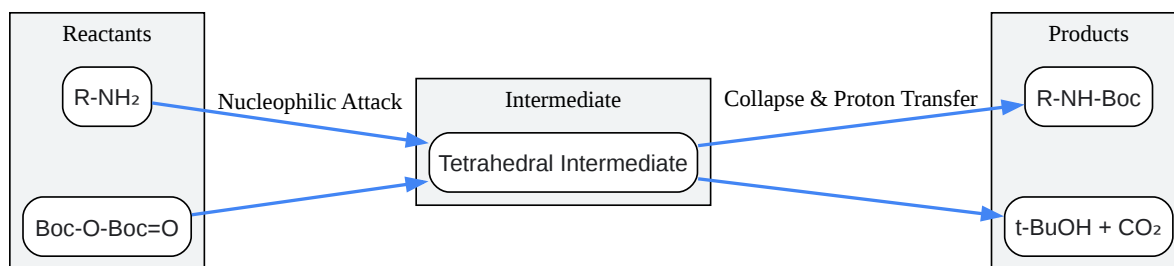 Reactants
R-NH₂
Boc-O-Boc=O
Nucleophilic Attack
Intermediate
Tetrahedral Intermediate
Collapse & Proton Transfer
Products
R-NH-Boc
t-BuOH + CO₂